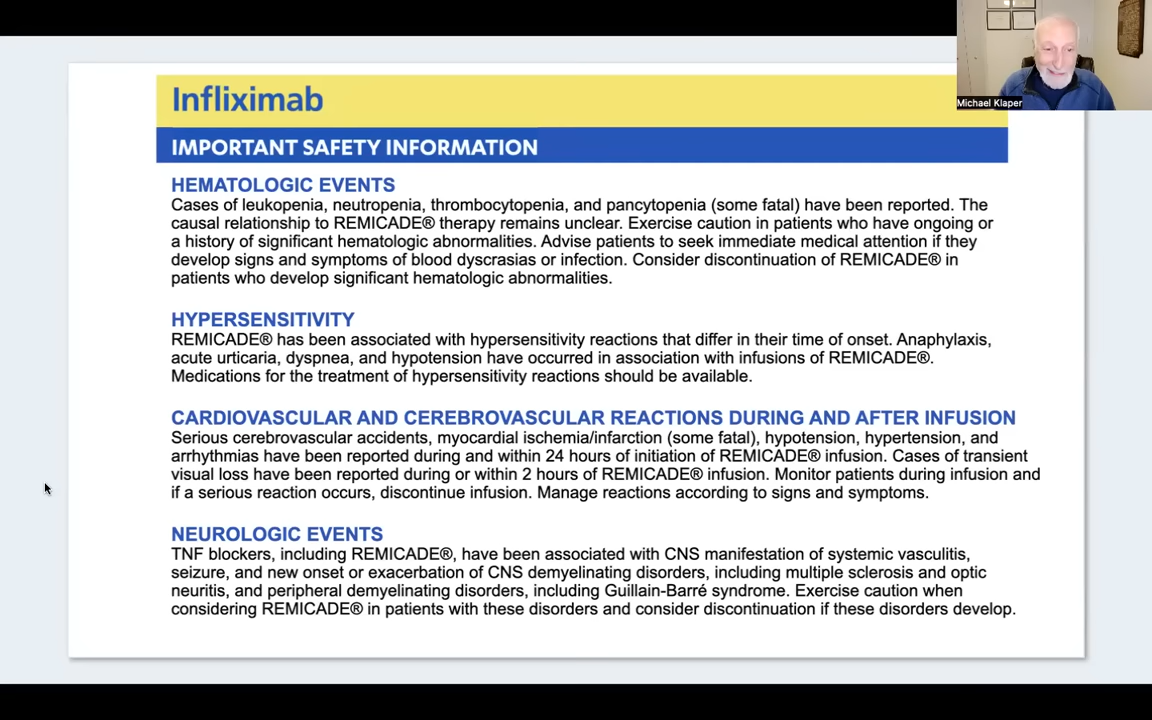 Infliximab
Michael Klaper
IMPORTANT SAFETY INFORMATION
HEMATOLOGIC EVENTS
Cases of leukopenia, neutropenia, thrombocytopenia, and pancytopenia (some fatal) have been reported. The
causal relationship to REMICADE® therapy remains unclear. Exercise caution in patients who have ongoing or
a history of significant hematologic abnormalities. Advise patients to seek immediate medical attention if they
develop signs and symptoms of blood dyscrasias or infection. Consider discontinuation of REMICADE® in
patients who develop significant hematologic abnormalities.
HYPERSENSITIVITY
REMICADE® has been associated with hypersensitivity reactions that differ in their time of onset. Anaphylaxis,
acute urticaria, dyspnea, and hypotension have occurred in association with infusions of REMICADE®.
Medications for the treatment of hypersensitivity reactions should be available.
CARDIOVASCULAR AND CEREBROVASCULAR REACTIONS DURING AND AFTER INFUSION
Serious cerebrovascular accidents, myocardial ischemia/infarction (some fatal), hypotension, hypertension, and
arrhythmias have been reported during and within 24 hours of initiation of REMICADE® infusion. Cases of transient
visual loss have been reported during or within 2 hours of REMICADE® infusion. Monitor patients during infusion and
if a serious reaction occurs, discontinue infusion. Manage reactions according to signs and symptoms.
NEUROLOGIC EVENTS
TNF blockers, including REMICADE®, have been associated with CNS manifestation of systemic vasculitis,
seizure, and new onset or exacerbation of CNS demyelinating disorders, including multiple sclerosis and optic
neuritis, and peripheral demyelinating disorders, including Guillain-Barré syndrome. Exercise caution when
considering REMICADE® in patients with these disorders and consider discontinuation if these disorders develop.